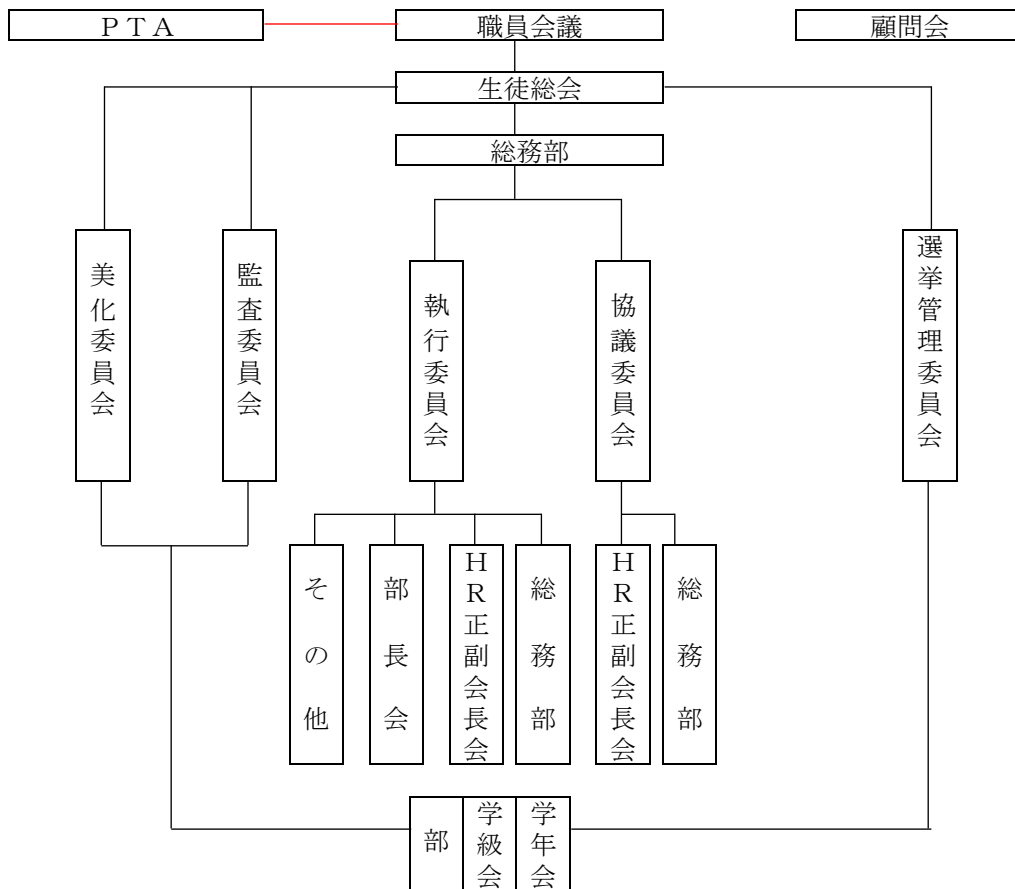 ＰＴＡ
職員会議
顧問会
生徒総会
総務部
美化委員会
監査委員会
執行委員会
協議委員会
選挙管理委員会
その他
部長会
ＨＲ正副会長会
総務部
ＨＲ正副会長会
総務部
部
学級会
学年会